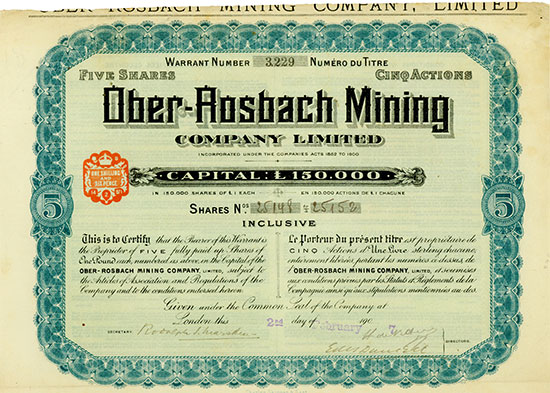 OBER-ROSBACH MINING COMPANY, LIMITED
WARRANT NUMBER 3229 NUMÉRO DU TITRE
FIVE SHARES CINQ ACTIONS
Ober-Rosbach Mining
COMPANY LIMITED
INCORPORATED UNDER THE COMPANIES ACTS 1862 TO 1900
CAPITAL: £150.000
ONE SHILLING
AND
SIX PENCE
IN 150.000 SHARES OF £1 EACH EN 150.000 ACTIONS DE £1 CHACUNE
5 5
SHARES Nos. 25148 25152
INCLUSIVE
This is to Certify that the Bearer of this Warrant is
the Proprietor of FIVE fully paid up Shares of
One Pound each, numbered as above, in the Capital of the
OBER-ROSBACH MINING COMPANY, LIMITED, subject to
the Articles of Association and Regulations of the
Company and to the conditions endorsed hereon.
Le Porteur du présent titre est propriétaire de
CINQ Actions d'Une Livre sterling chacune
entièrement libérées, portant les numéros ci-dessus, de
l'OBER-ROSBACH MINING COMPANY, LIMITED, et soumises
aux conditions prévues par les Statuts et Règlements de la
Compagnie ainsi qu'aux stipulations mentionnées au dos.
Given under the Common Seal of the Company at
London this 2nd day of February 1907
SECRETARY.
DIRECTORS.